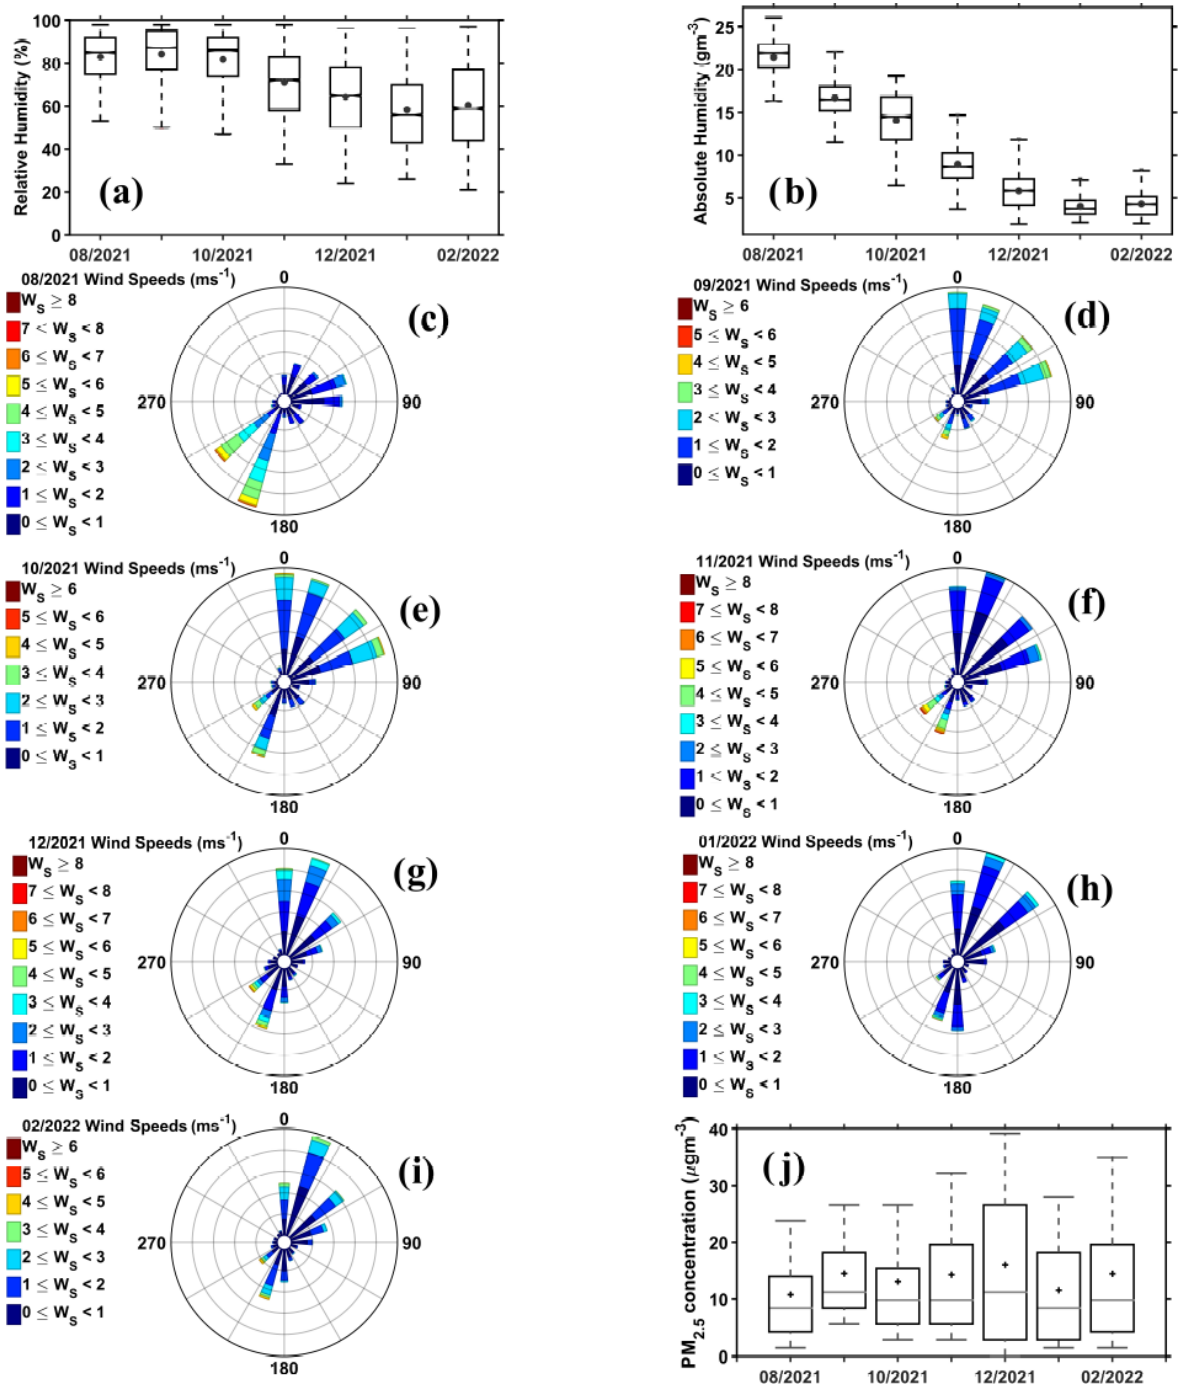 Relative Humidity (%)
100
80
60
40
20
0
(a)
08/2021
10/2021
12/2021
02/2022
Absolute Humidity (gm-3)
25
20
15
10
5
(b)
08/2021
10/2021
12/2021
02/2022
08/2021 Wind Speeds (ms-1)
WS ≥ 8
7 ≤ WS < 8
6 ≤ WS < 7
5 ≤ WS < 6
4 ≤ WS < 5
3 ≤ WS < 4
2 ≤ WS < 3
1 ≤ WS < 2
0 ≤ WS < 1
0
90
180
270
(c)
09/2021 Wind Speeds (ms-1)
WS ≥ 6
5 ≤ WS < 6
4 ≤ WS < 5
3 ≤ WS < 4
2 ≤ WS < 3
1 ≤ WS < 2
0 ≤ WS < 1
0
90
180
270
(d)
10/2021 Wind Speeds (ms-1)
WS ≥ 6
5 ≤ WS < 6
4 ≤ WS < 5
3 ≤ WS < 4
2 ≤ WS < 3
1 ≤ WS < 2
0 ≤ WS < 1
0
90
180
270
(e)
11/2021 Wind Speeds (ms-1)
WS ≥ 8
7 ≤ WS < 8
6 ≤ WS < 7
5 ≤ WS < 6
4 ≤ WS < 5
3 ≤ WS < 4
2 ≤ WS < 3
1 ≤ WS < 2
0 ≤ WS < 1
0
90
180
270
(f)
12/2021 Wind Speeds (ms-1)
WS ≥ 8
7 ≤ WS < 8
6 ≤ WS < 7
5 ≤ WS < 6
4 ≤ WS < 5
3 ≤ WS < 4
2 ≤ WS < 3
1 ≤ WS < 2
0 ≤ WS < 1
0
90
180
270
(g)
01/2022 Wind Speeds (ms-1)
WS ≥ 8
7 ≤ WS < 8
6 ≤ WS < 7
5 ≤ WS < 6
4 ≤ WS < 5
3 ≤ WS < 4
2 ≤ WS < 3
1 ≤ WS < 2
0 ≤ WS < 1
0
90
180
270
(h)
02/2022 Wind Speeds (ms-1)
WS ≥ 6
5 ≤ WS < 6
4 ≤ WS < 5
3 ≤ WS < 4
2 ≤ WS < 3
1 ≤ WS < 2
0 ≤ WS < 1
0
90
180
270
(i)
PM2.5 concentration (μgm-3)
40
30
20
10
0
(j)
08/2021
10/2021
12/2021
02/2022